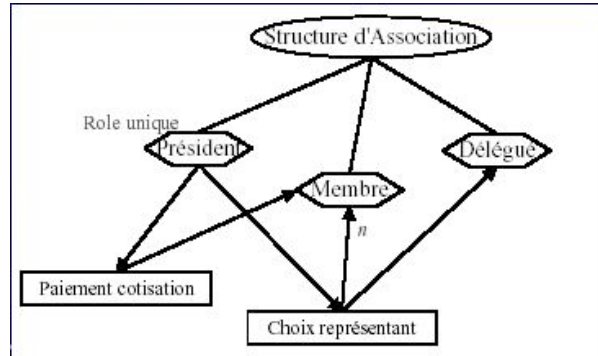 Structure d'Association
Role unique
Président
Délégué
Membre
n
Paiement cotisation
Choix représentant